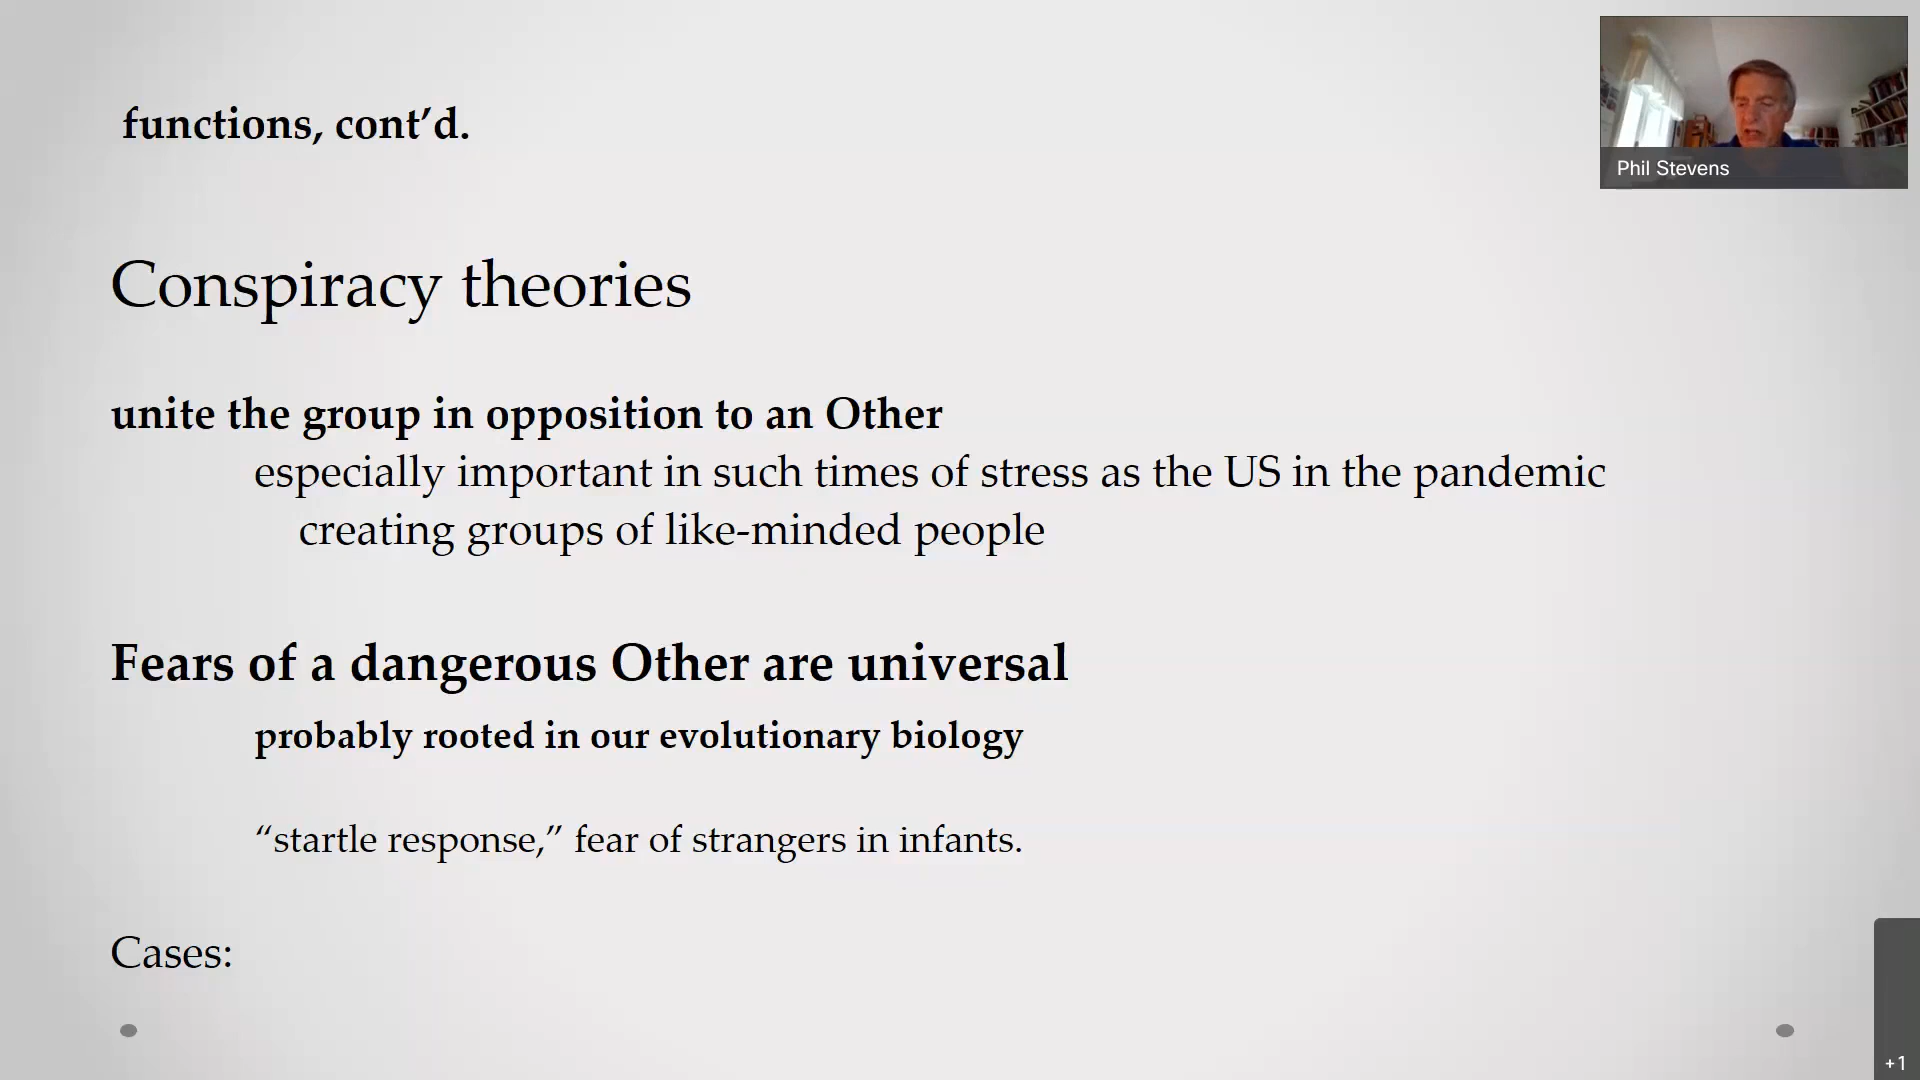 functions, cont’d.
Phil Stevens
Conspiracy theories
unite the group in opposition to an Other
especially important in such times of stress as the US in the pandemic
creating groups of like-minded people
Fears of a dangerous Other are universal
probably rooted in our evolutionary biology
“startle response,” fear of strangers in infants.
Cases:
+1